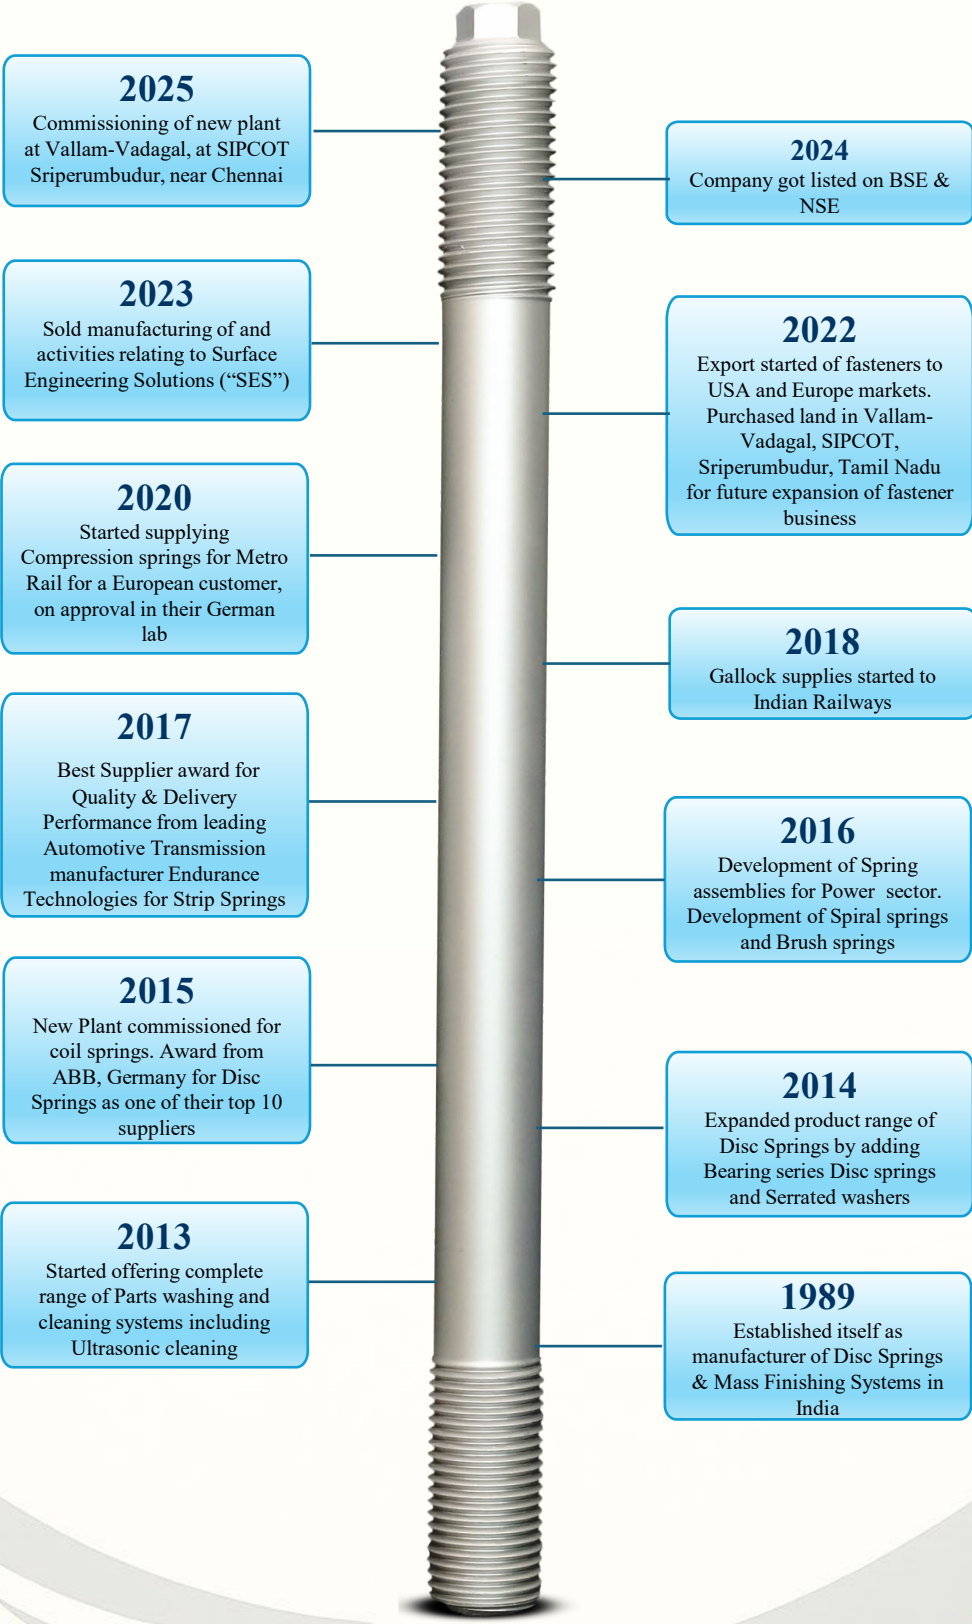 2025
Commissioning of new plant
at Vallam-Vadagal, at SIPCOT
Sriperumbudur, near Chennai
2024
Company got listed on BSE &
NSE
2023
Sold manufacturing of and
activities relating to Surface
Engineering Solutions (“SES”)
2022
Export started of fasteners to
USA and Europe markets.
Purchased land in Vallam-
Vadagal, SIPCOT,
Sriperumbudur, Tamil Nadu
for future expansion of fastener
business
2020
Started supplying
Compression springs for Metro
Rail for a European customer,
on approval in their German
lab
2018
Gallock supplies started to
Indian Railways
2017
Best Supplier award for
Quality & Delivery
Performance from leading
Automotive Transmission
manufacturer Endurance
Technologies for Strip Springs
2016
Development of Spring
assemblies for Power sector.
Development of Spiral springs
and Brush springs
2015
New Plant commissioned for
coil springs. Award from
ABB, Germany for Disc
Springs as one of their top 10
suppliers
2014
Expanded product range of
Disc Springs by adding
Bearing series Disc springs
and Serrated washers
2013
Started offering complete
range of Parts washing and
cleaning systems including
Ultrasonic cleaning
1989
Established itself as
manufacturer of Disc Springs
& Mass Finishing Systems in
India